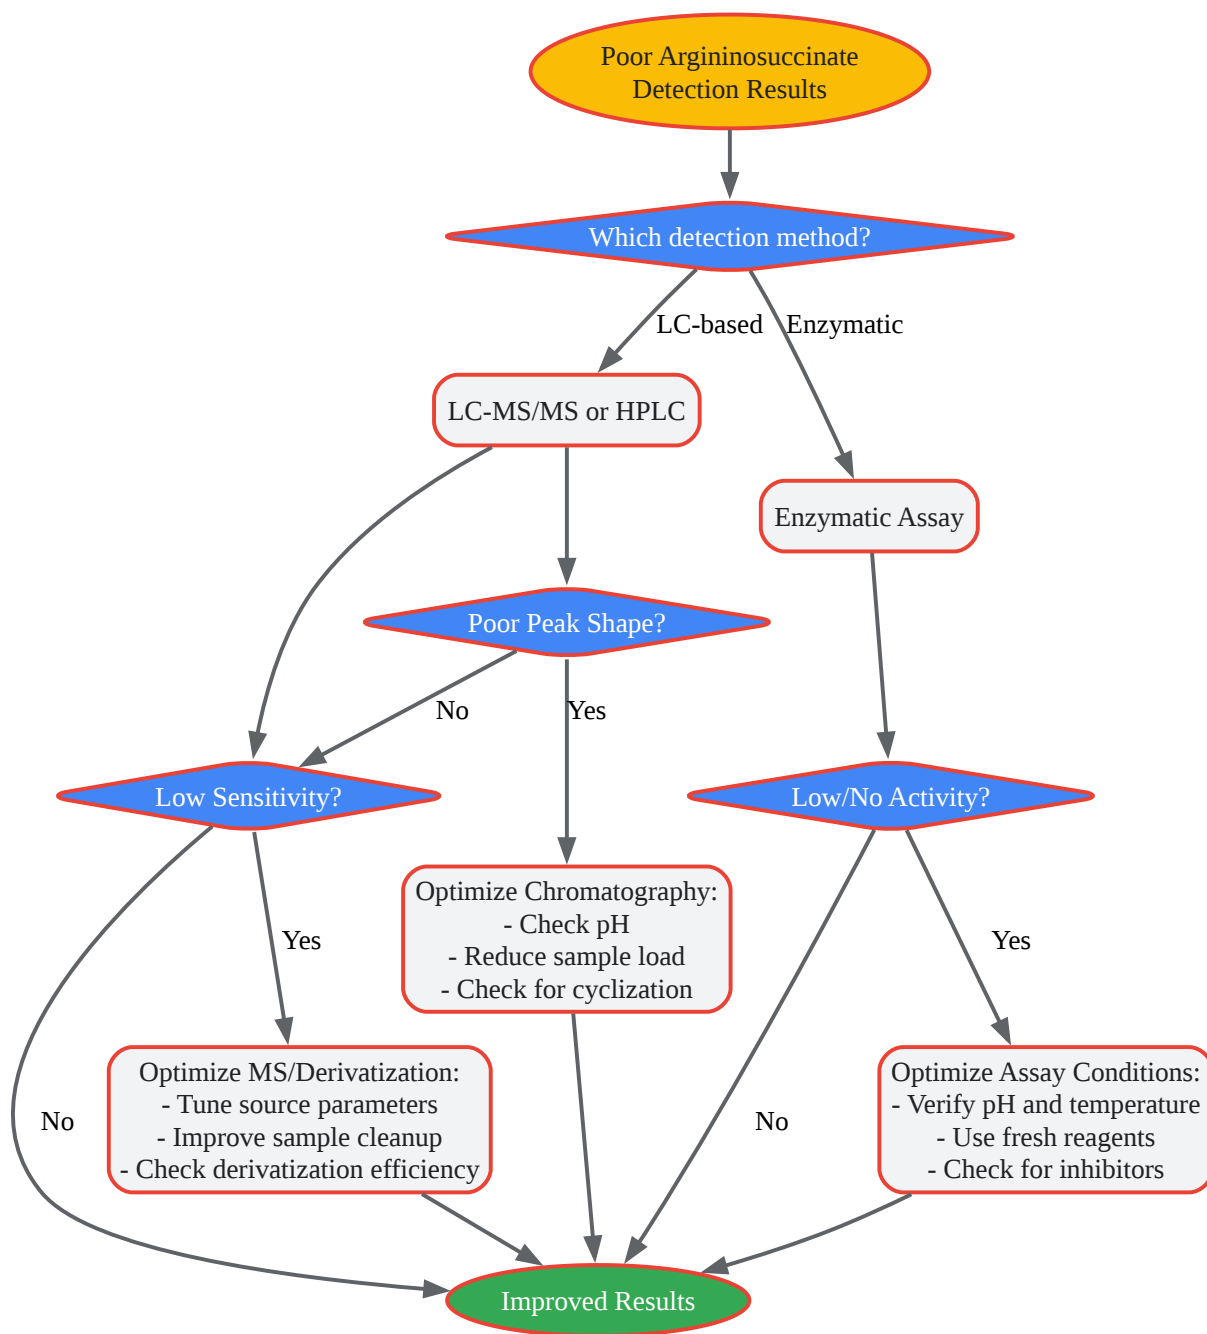 Poor Argininosuccinate
Detection Results
Which detection method?
LC-based
Enzymatic
LC-MS/MS or HPLC
Enzymatic Assay
Poor Peak Shape?
No
Yes
Low Sensitivity?
Low/No Activity?
Optimize Chromatography:
- Check pH
- Reduce sample load
- Check for cyclization
Yes
Yes
Optimize MS/Derivatization:
- Tune source parameters
- Improve sample cleanup
- Check derivatization efficiency
Optimize Assay Conditions:
- Verify pH and temperature
- Use fresh reagents
- Check for inhibitors
No
No
Improved Results